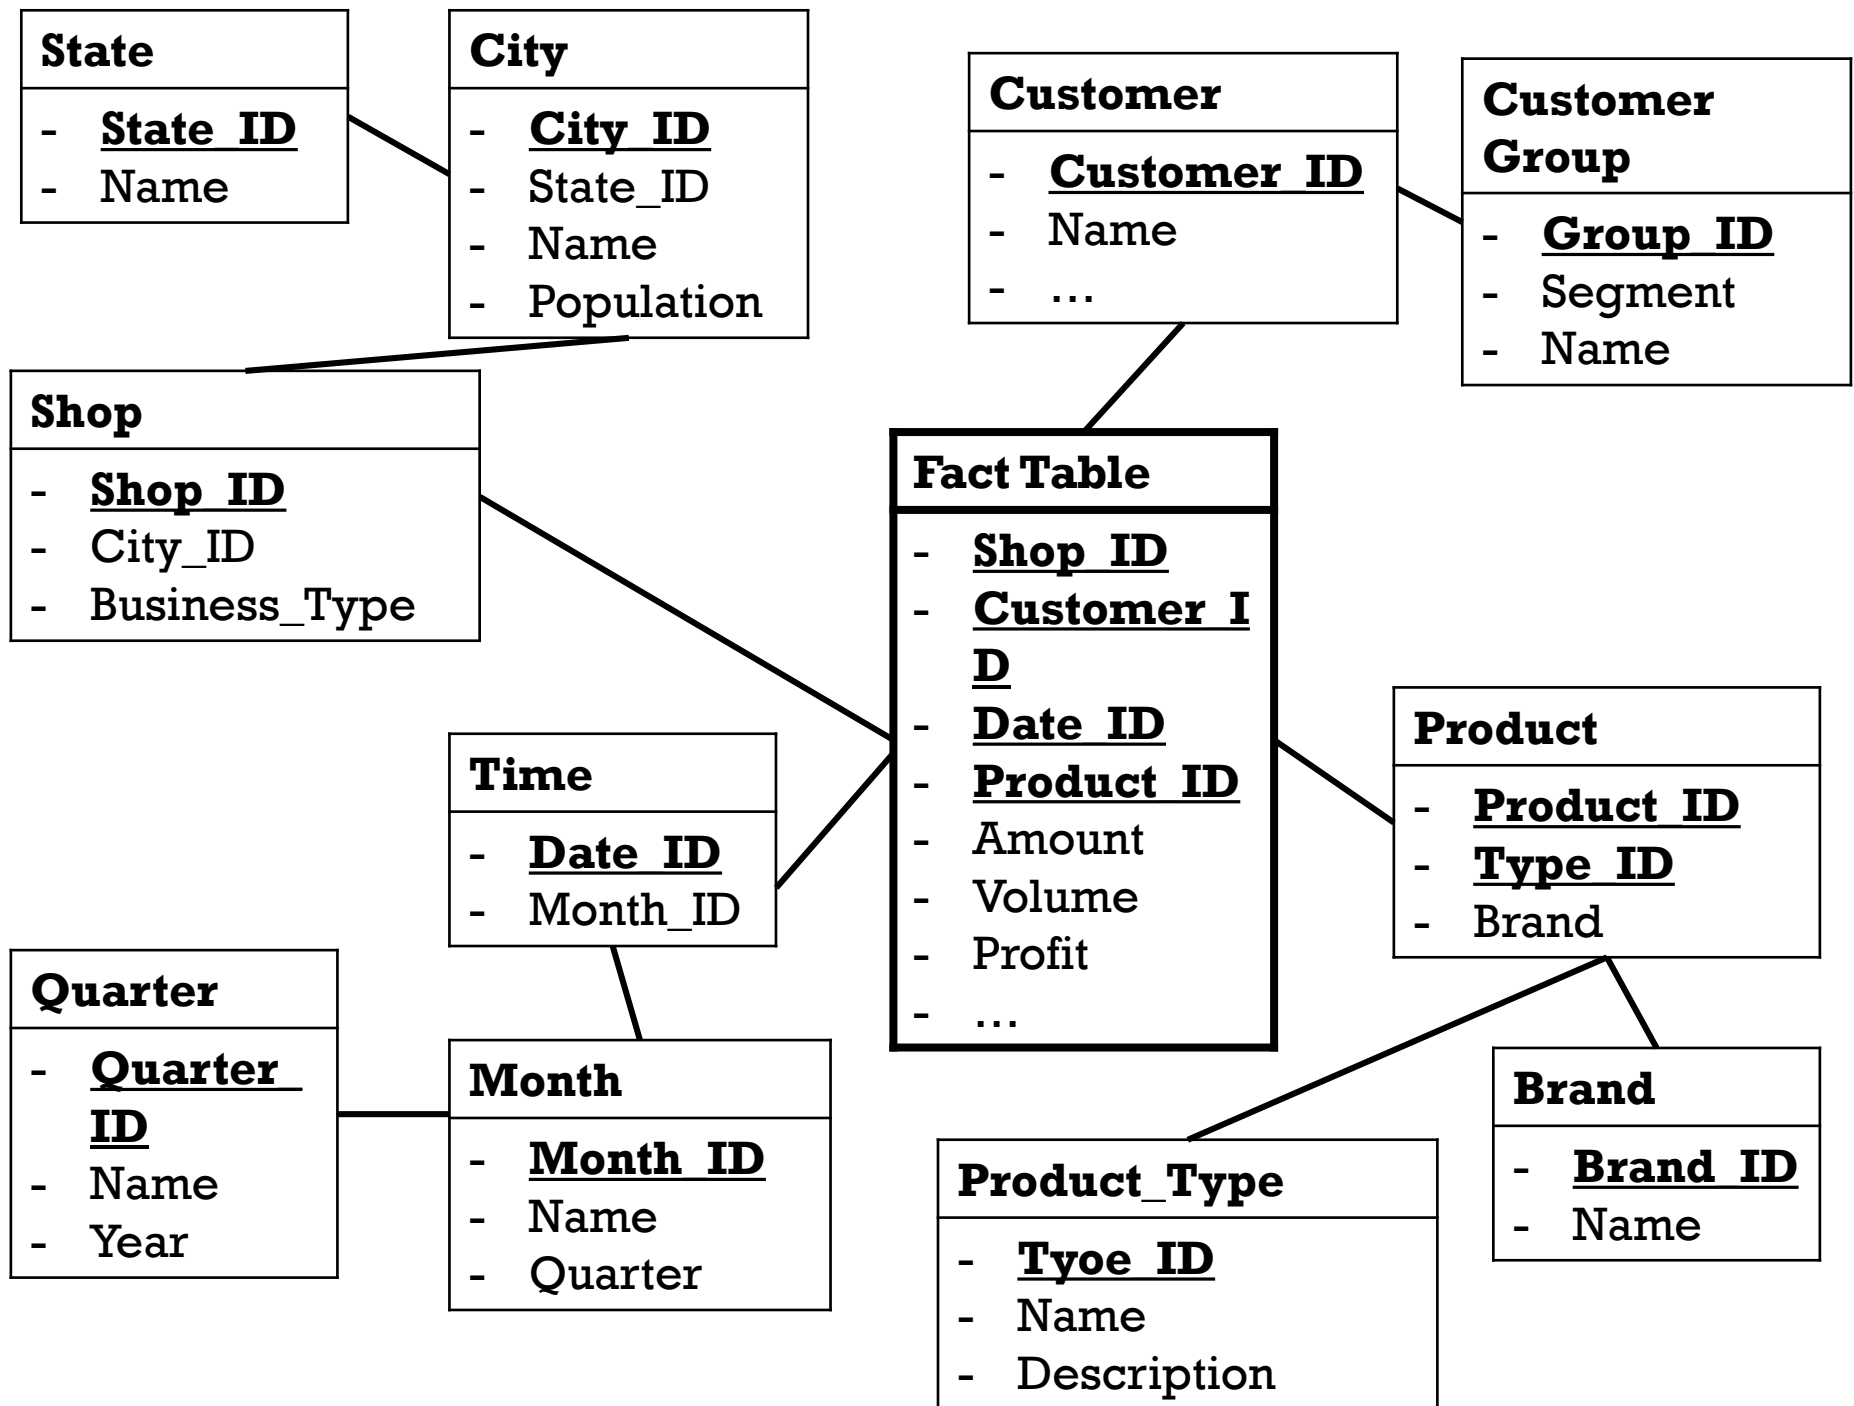 State
- State_ID
- Name
City
- City_ID
- State_ID
- Name
- Population
Customer
- Customer_ID
- Name
- ...
Customer
Group
- Group_ID
- Segment
- Name
Shop
- Shop_ID
- City_ID
- Business_Type
Fact Table
- Shop_ID
- Customer_I
D
- Date_ID
- Product_ID
- Amount
- Volume
- Profit
- ...
Time
- Date_ID
- Month_ID
Product
- Product_ID
- Type_ID
- Brand
Quarter
- Quarter_
ID
- Name
- Year
Month
- Month_ID
- Name
- Quarter
Product_Type
- Tyoe_ID
- Name
- Description
Brand
- Brand_ID
- Name